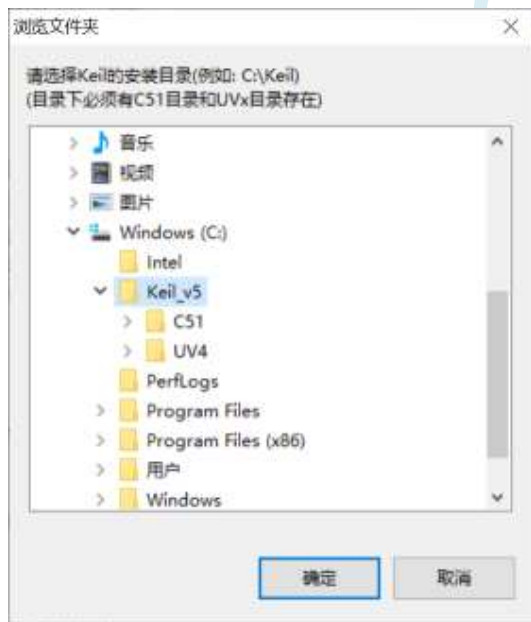 浏览文件夹
请选择Keil的安装目录(例如: C:\Keil)
(目录下必须有C51目录和UVx目录存在)
音乐
视频
图片
Windows (C:)
Intel
Keil_v5
C51
UV4
PerfLogs
Program Files
Program Files (x86)
用户
Windows
确定
取消